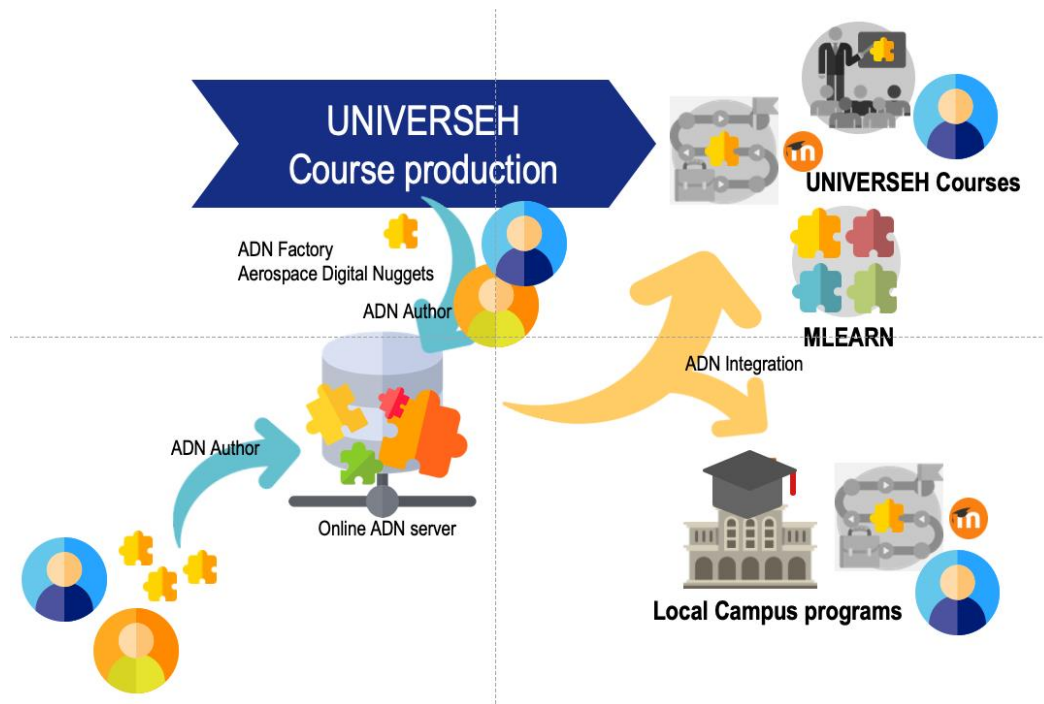 UNIVERSEH
Course production
ADN Factory
Aerospace Digital Nuggets
ADN Author
UNIVERSEH Courses
MLEARN
ADN Integration
ADN Author
Online ADN server
Local Campus programs